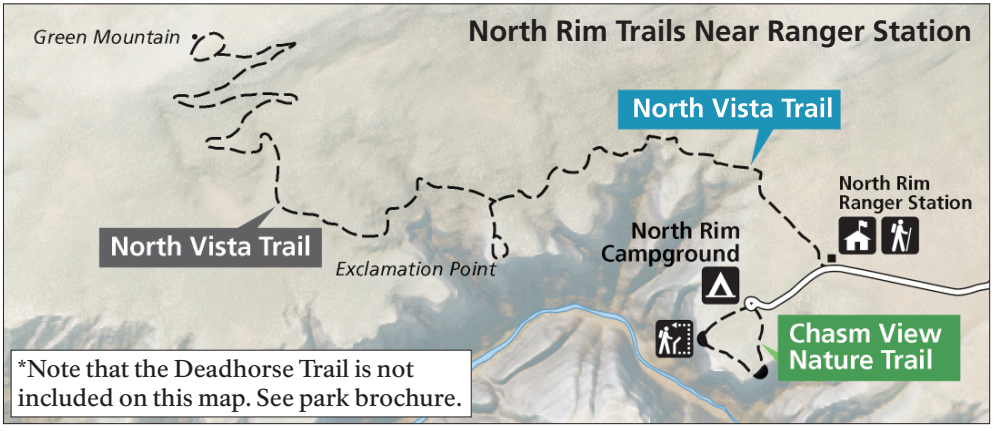 North Rim Trails Near Ranger Station
Green Mountain
North Vista Trail
North Rim
Ranger Station
North Rim
Campground
North Vista Trail
Exclamation Point
Chasm View
Nature Trail
*Note that the Deadhorse Trail is not
included on this map. See park brochure.